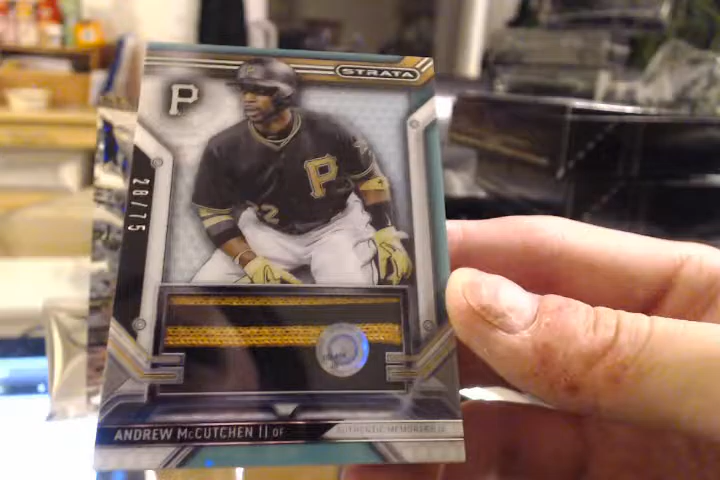 STRATA
P
P
22
28/75
ANDREW McCUTCHEN || OF
AUTHENTIC MEMORABILIA